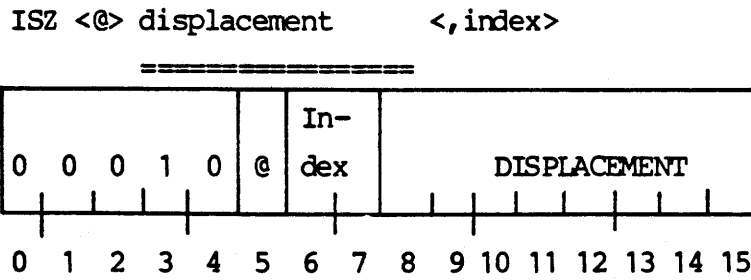 ISZ <@> displacement <,index>
================
In-
0 0 0 1 0 @ dex DISPLACEMENT
0 1 2 3 4 5 6 7 8 9 10 11 12 13 14 15